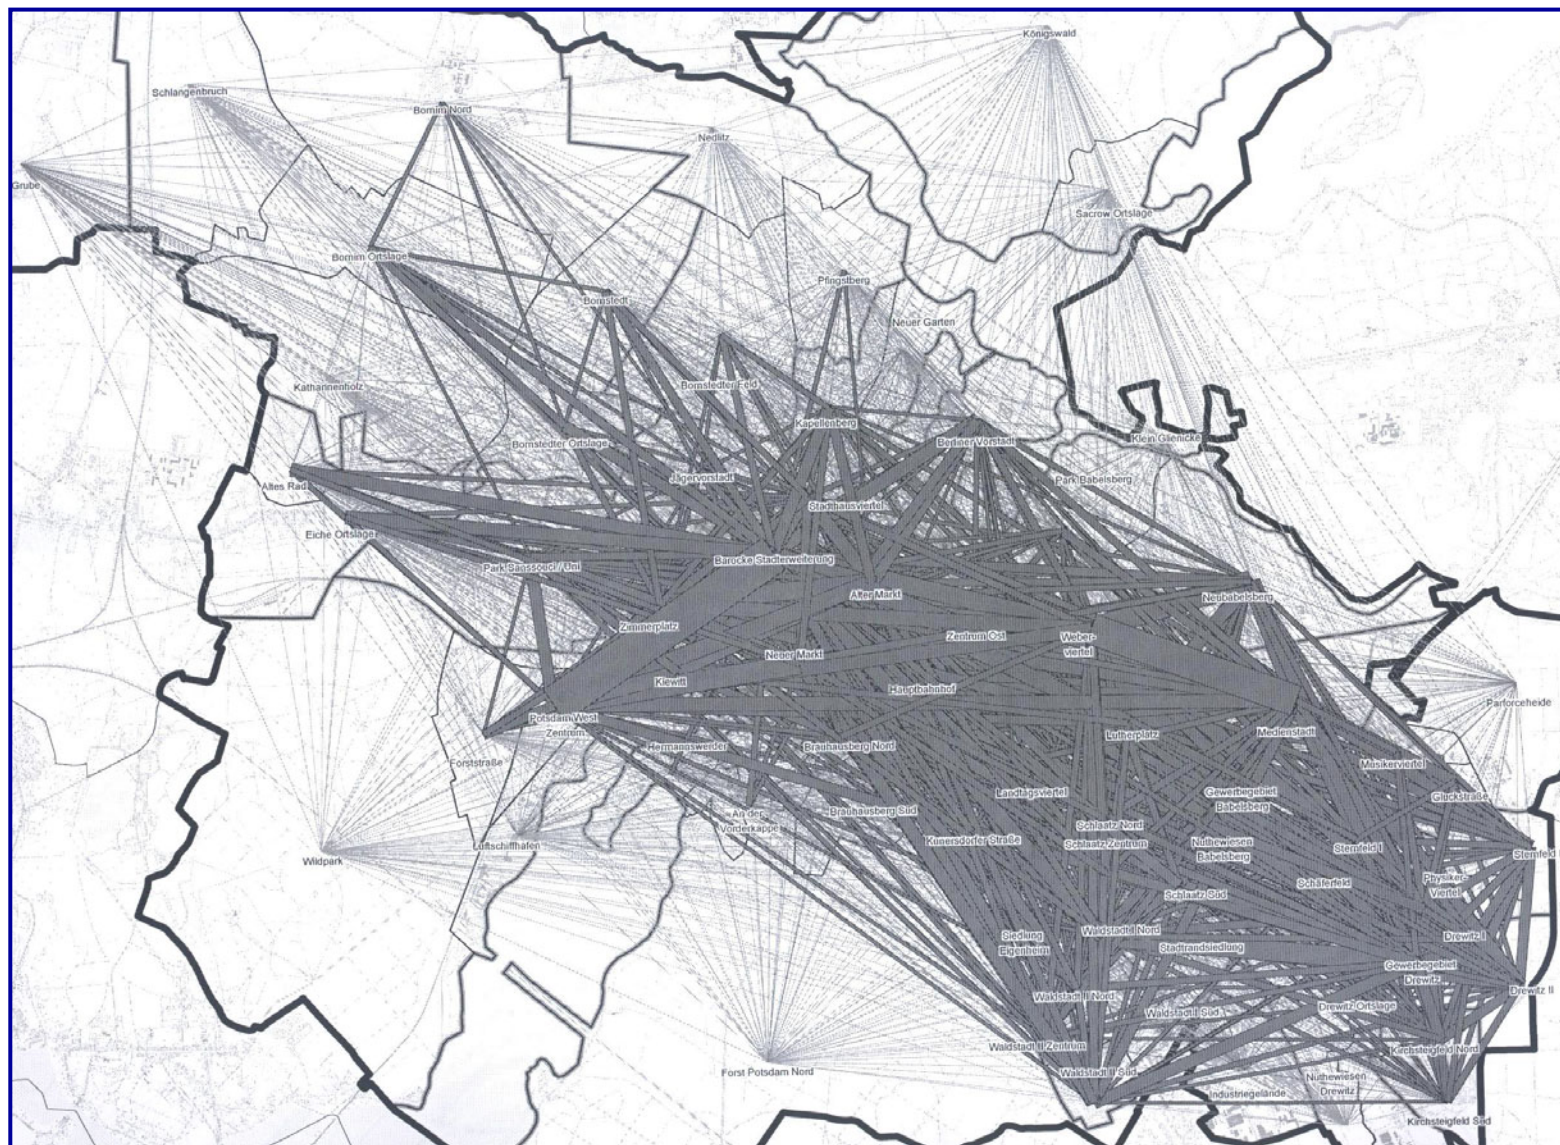 Königswald
Schlangenbruch
Bornim Nord
Nedlitz
Grube
Sacrow Ortslage
Bornim Ortslage
Pfingstberg
Bornstedt
Neuer Garten
Katharinenholz
Bornstedter Feld
Kapellenberg
Klein Glienicke
Bornstedter Ortslage
Berliner Vorstadt
Jägervorstadt
Park Babelsberg
Altes Rad
Stadthausviertel
Eiche Ortslage
Barocke Stadterweiterung
Park Sanssouci / Uni
Alter Markt
Neubabelsberg
Zimmerplatz
Zentrum Ost
Weber-
viertel
Neuer Markt
Kiewitt
Hauptbahnhof
Parforceheide
Potsdam West
Zentrum
Lutherplatz
Medienstadt
Hermannswerder
Brauhausberg Nord
Forststraße
Musikerviertel
Landtagsviertel
Gewerbegebiet
Babelsberg
Gluckstraße
An der
Vorderkappe
Brauhausberg Süd
Schlaatz Nord
Kunersdorfer Straße
Schlaatz Zentrum
Nuthewiesen
Babelsberg
Luftschiffhafen
Sternfeld I
Sternfeld
Wildpark
Physiker-
Viertel
Schäferfeld
Schlaatz Süd
Siedlung
Eigenheim
Waldstadt I Nord
Drewitz I
Stadtrandsiedlung
Gewerbegebiet
Drewitz
Drewitz II
Waldstadt II Nord
Drewitz Ortslage
Waldstadt I Süd
Waldstadt II Zentrum
Kirchsteigfeld Nord
Forst Potsdam Nord
Waldstadt II Süd
Nuthewiesen
Drewitz
Industriegelände
Kirchsteigfeld Süd